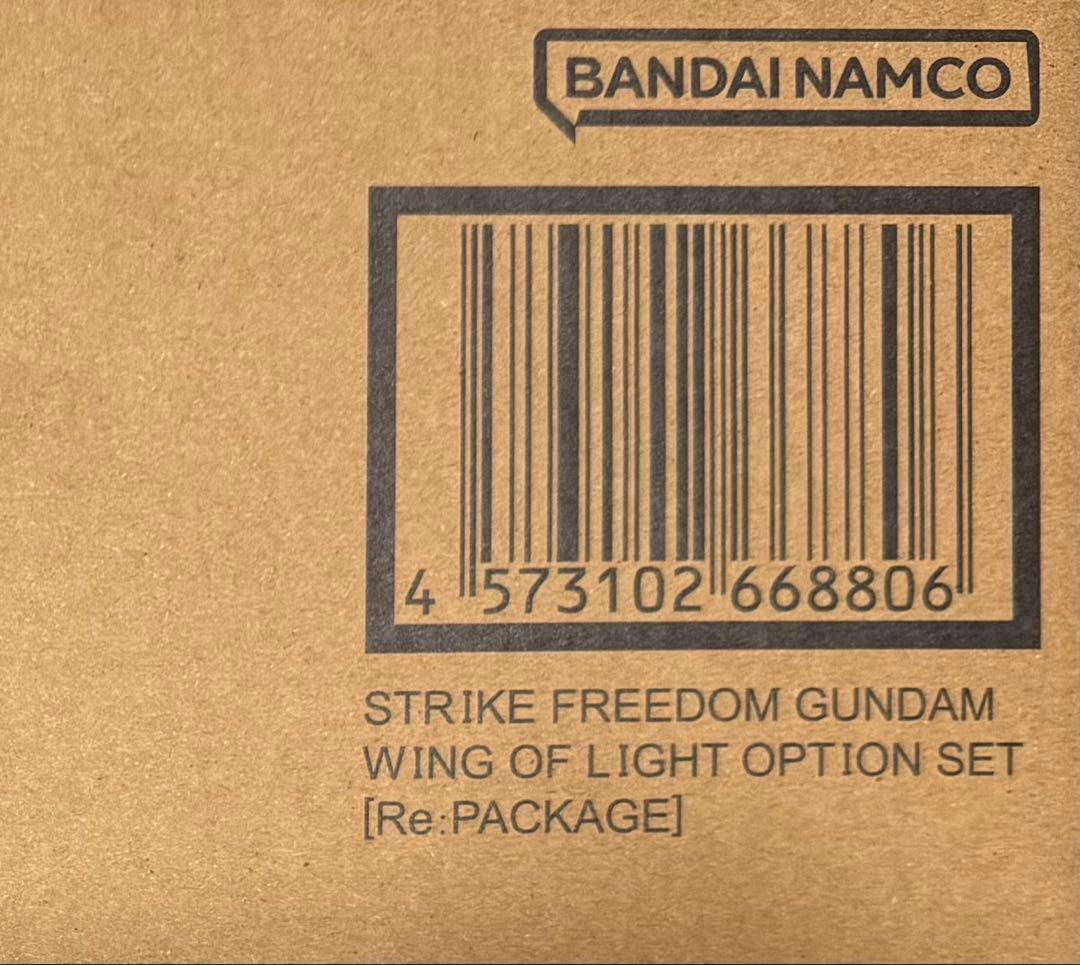 BANDAI NAMCO
4 573102 668806
STRIKE FREEDOM GUNDAM
WING OF LIGHT OPTION SET
[Re:PACKAGE]